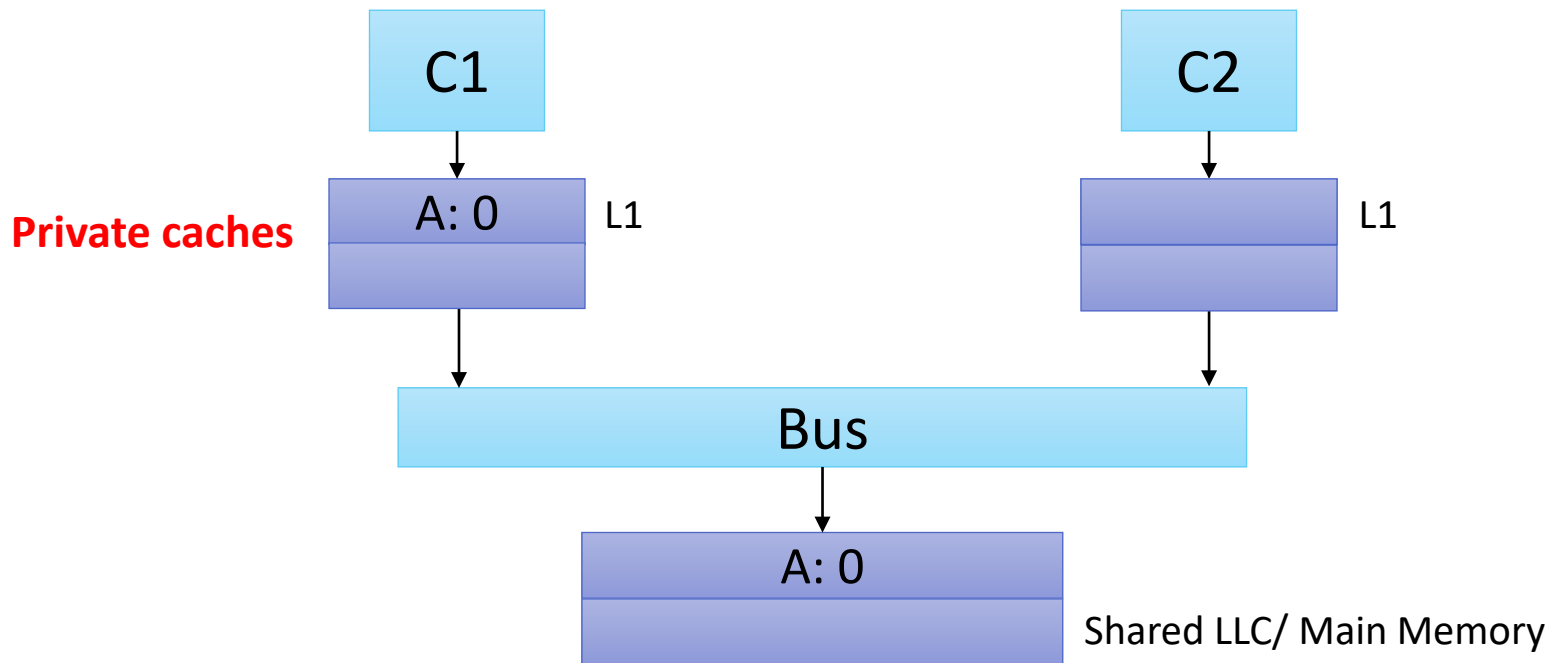 C1
C2
Private caches
A: 0
L1
L1
Bus
A: 0
Shared LLC/ Main Memory